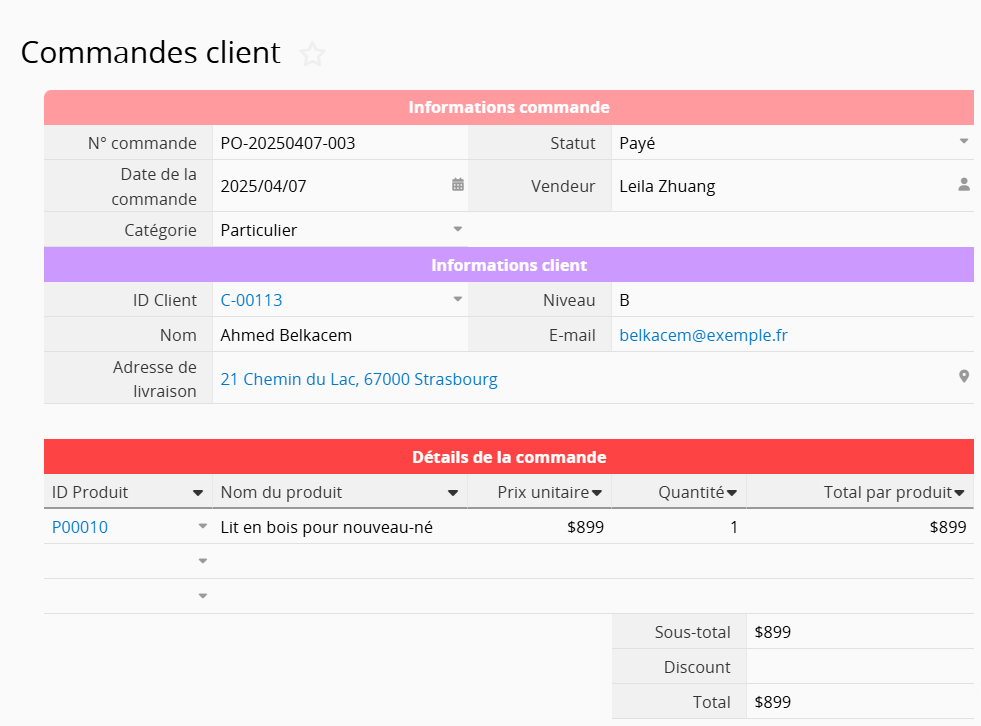 Commandes client
Informations commande
N° commande PO-20250407-003 Statut Payé
Date de la commande 2025/04/07 Vendeur Leila Zhuang
Catégorie Particulier
Informations client
ID Client C-00113 Niveau B
Nom Ahmed Belkacem E-mail belkacem@exemple.fr
Adresse de livraison 21 Chemin du Lac, 67000 Strasbourg
Détails de la commande
ID Produit Nom du produit Prix unitaire Quantité Total par produit
P00010 Lit en bois pour nouveau-né $899 1 $899
Sous-total $899
Discount
Total $899